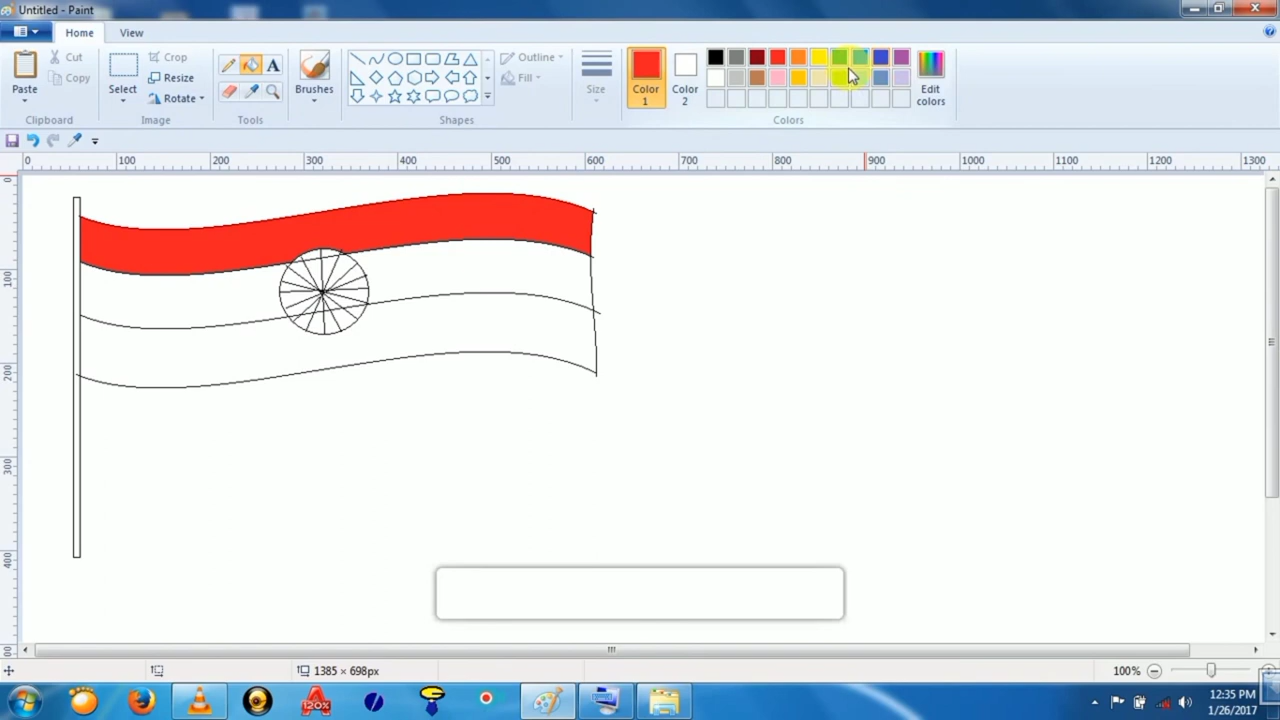 Untitled - Paint
Home
View
Paste
Cut
Copy
Clipboard
Select
Crop
Resize
Rotate
Image
A
Tools
Brushes
Outline
Fill
Shapes
Size
Color
1
Color
2
Edit
colors
Colors
0 100 200 300 400 500 600 700 800 900 1000 1100 1200 1300
0
100
200
300
400
1385 × 698px
100%
120%
12:35 PM
1/26/2017